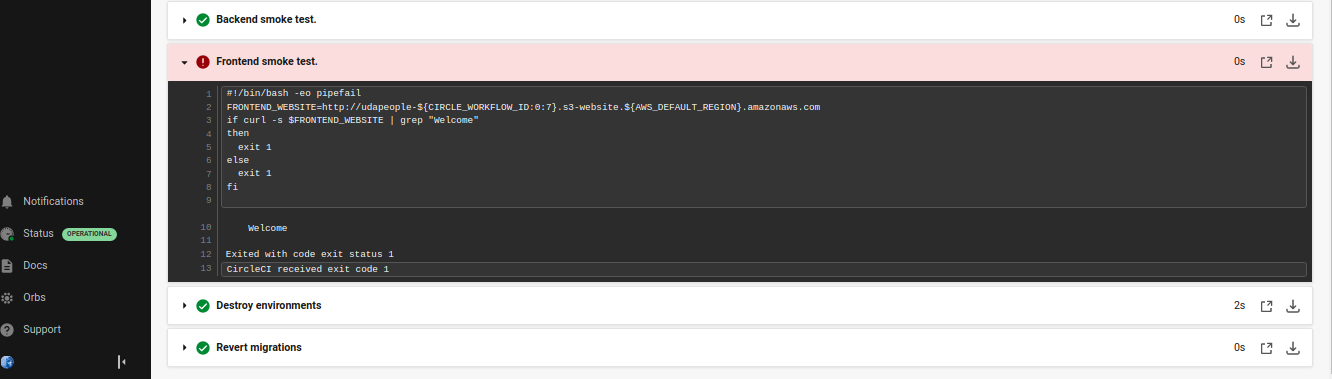 Backend smoke test. 0s
Frontend smoke test. 0s
1 #!/bin/bash -eo pipefail
2 FRONTEND_WEBSITE=http://udapeople-${CIRCLE_WORKFLOW_ID:0:7}.s3-website.${AWS_DEFAULT_REGION}.amazonaws.com
3 if curl -s $FRONTEND_WEBSITE | grep "Welcome"
4 then
5   exit 1
6 else
7   exit 1
8 fi
9
10     Welcome
11
12 Exited with code exit status 1
13 CircleCI received exit code 1
Destroy environments 2s
Revert migrations 0s
Notifications
Status OPERATIONAL
Docs
Orbs
Support